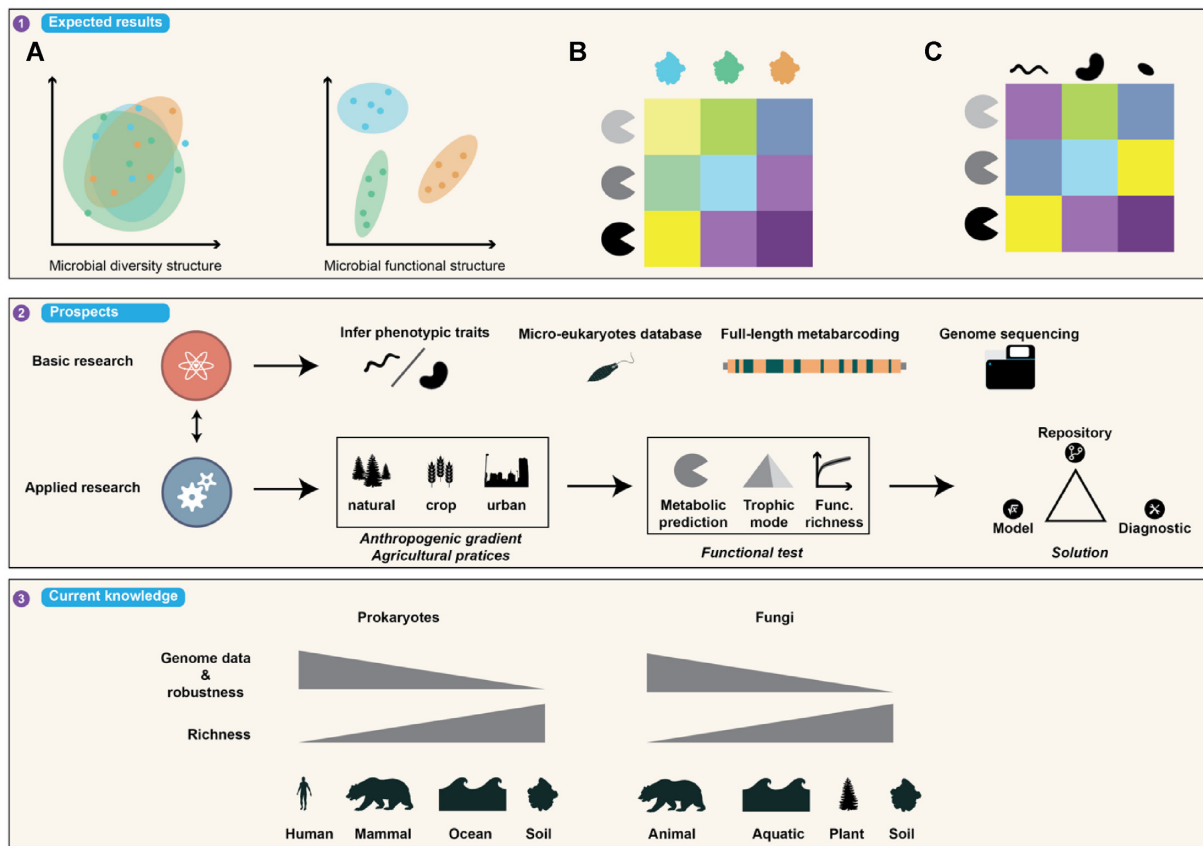 1 Expected results
A
B
C
Microbial diversity structure
Microbial functional structure
2 Prospects
Basic research
Infer phenotypic traits
Micro-eukaryotes database
Full-length metabarcoding
Genome sequencing
Applied research
natural
crop
urban
Anthropogenic gradient
Agricultural pratices
Metabolic
prediction
Trophic
mode
Func.
richness
Functional test
Repository
Model
Diagnostic
Solution
3 Current knowledge
Prokaryotes
Fungi
Genome data
&
robustness
Richness
Human
Mammal
Ocean
Soil
Animal
Aquatic
Plant
Soil